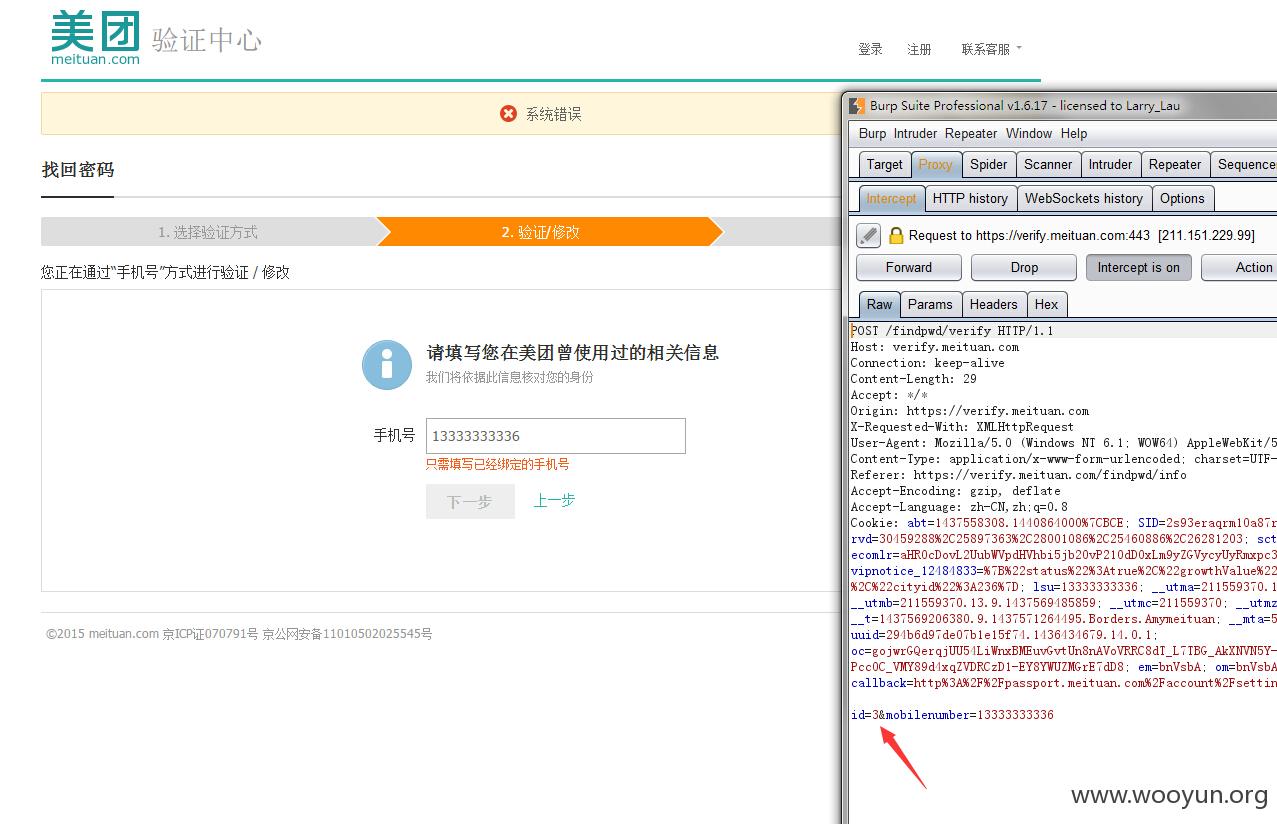 美团 验证中心
meituan.com
登录 注册 联系客服
系统错误
找回密码
1. 选择验证方式
2. 验证/修改
您正在通过“手机号”方式进行验证 / 修改
请填写您在美团曾使用过的相关信息
我们将依据此信息核对您的身份
手机号 13333333336
只需填写已经绑定的手机号
下一步 上一步
©2015 meituan.com 京ICP证070791号 京公网安备11010502025545号
Burp Suite Professional v1.6.17 - licensed to Larry_Lau
Burp Intruder Repeater Window Help
Target Proxy Spider Scanner Intruder Repeater Sequence
Intercept HTTP history WebSockets history Options
Request to https://verify.meituan.com:443 [211.151.229.99]
Forward Drop Intercept is on Action
Raw Params Headers Hex
POST /findpwd/verify HTTP/1.1
Host: verify.meituan.com
Connection: keep-alive
Content-Length: 29
Accept: */*
Origin: https://verify.meituan.com
X-Requested-With: XMLHttpRequest
User-Agent: Mozilla/5.0 (Windows NT 6.1; WOW64) AppleWebKit/5
Content-Type: application/x-www-form-urlencoded; charset=UTF-
Referer: https://verify.meituan.com/findpwd/info
Accept-Encoding: gzip, deflate
Accept-Language: zh-CN,zh;q=0.8
Cookie: abt=1437558308.1440864000%7CBCE; SID=2s93eraqrm10a87r
rvd=30459288%2C25897363%2C28001086%2C25460886%2C26281203; sct
ecomlr=aHR0cDovL2UubWVpdHVhbi5jb20vP210dD0xLm9yZGVycyUyRmxpc3
vipnotice_12484833=%7B%22status%22%3Atrue%2C%22growthValue%22
%2C%22cityid%22%3A236%7D; lsu=13333333336; __utma=211559370.1
__utmb=211559370.13.9.1437569485859; __utmc=211559370; __utmz
__t=1437569206380.9.1437571264495.Borders.Amymeituan; __mta=5
uuid=294b6d97de07b1e15f74.1436434679.14.0.1;
oc=gojwrGQerqjUU54LiWnxBMEuvGvtUn8nAVoVRRC8dT_L7TBG_AkXNVN5Y-
Pcc0C_VMY89d4xqZVDRCzD1-EY8YWUZMGrE7dD8; em=bnVsbA; om=bnVsbA
callback=http%3A%2F%2Fpassport.meituan.com%2Faccount%2Fsettin
id=3&mobilenumber=13333333336
www.wooyun.org